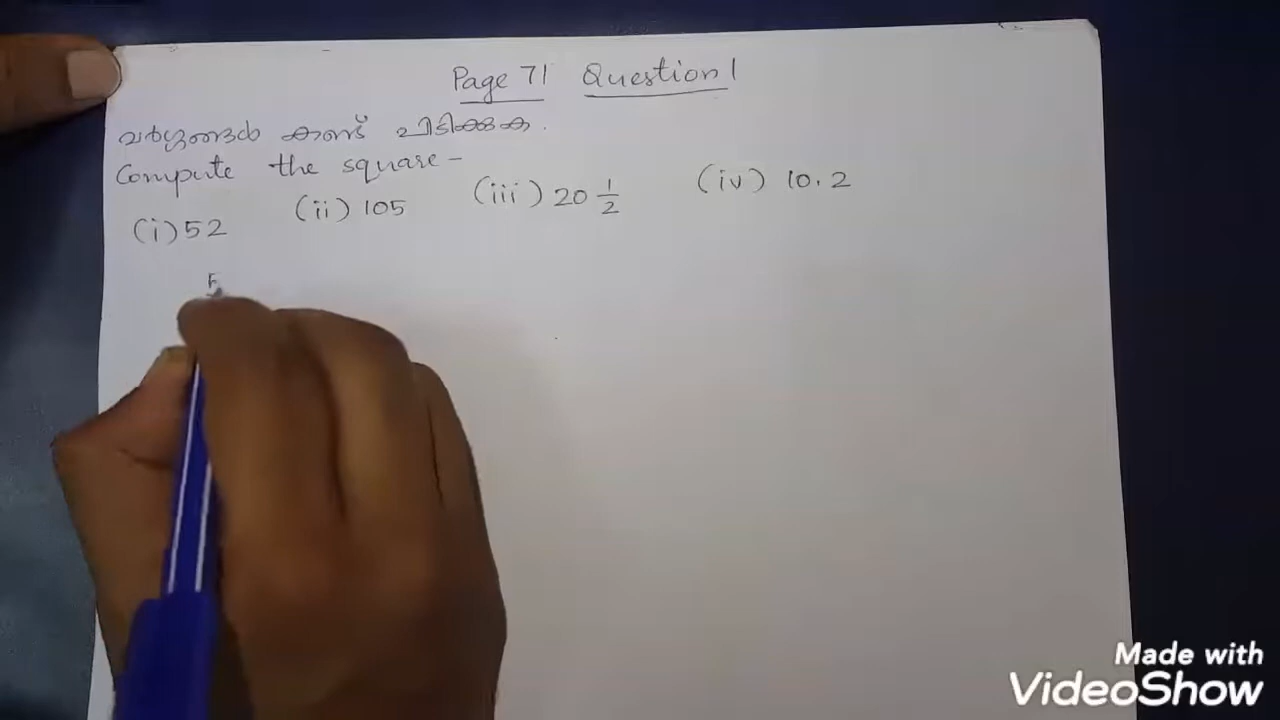 Page 71 Question 1
വർഗ്ഗങ്ങൾ കണ്ട് പിടിക്കുക.
Compute the square-
(i) 52 (ii) 105 (iii) 20 1/2 (iv) 10.2
5
Made with
VideoShow